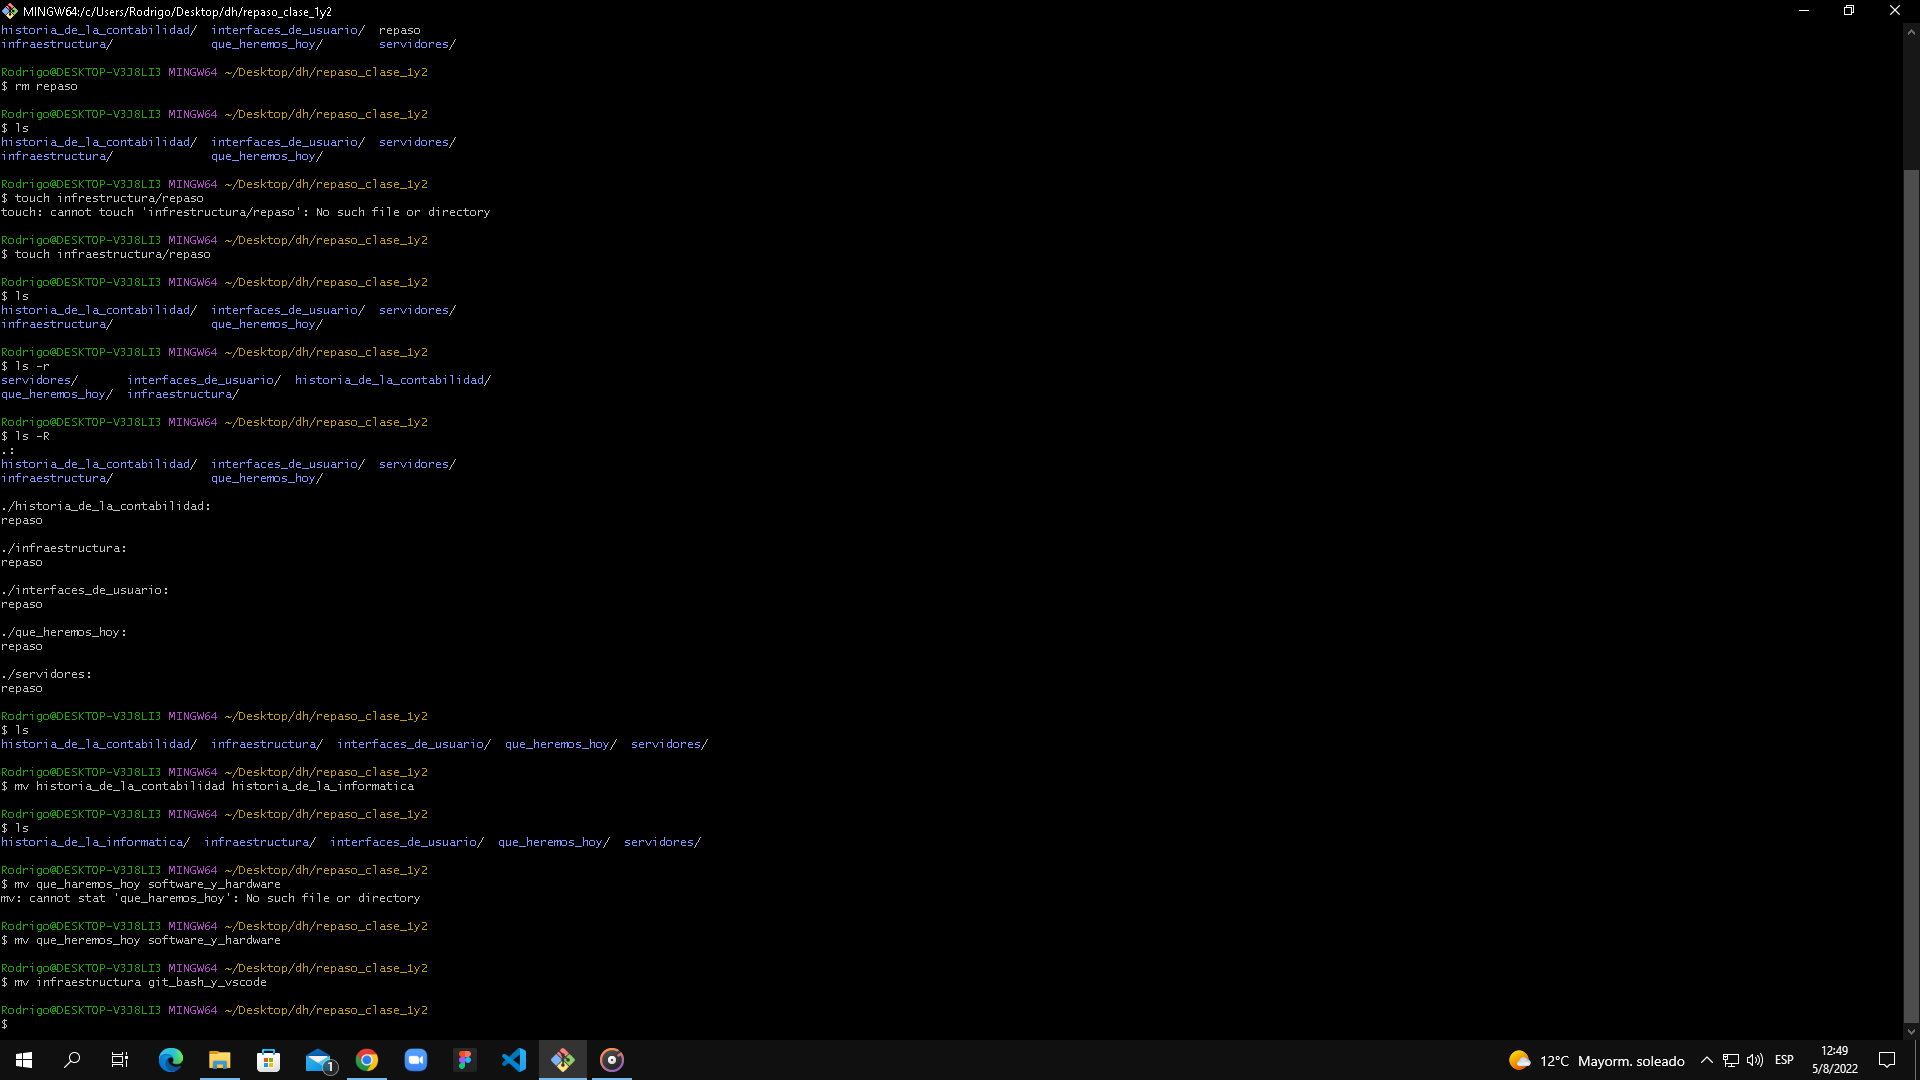 MINGW64:/c/Users/Rodrigo/Desktop/dh/repaso_clase_1y2
historia_de_la_contabilidad/  interfaces_de_usuario/  repaso
infraestructura/              que_heremos_hoy/        servidores/

Rodrigo@DESKTOP-V3J8LI3 MINGW64 ~/Desktop/dh/repaso_clase_1y2
$ rm repaso

Rodrigo@DESKTOP-V3J8LI3 MINGW64 ~/Desktop/dh/repaso_clase_1y2
$ ls
historia_de_la_contabilidad/  interfaces_de_usuario/  servidores/
infraestructura/              que_heremos_hoy/

Rodrigo@DESKTOP-V3J8LI3 MINGW64 ~/Desktop/dh/repaso_clase_1y2
$ touch infrestructura/repaso
touch: cannot touch 'infrestructura/repaso': No such file or directory

Rodrigo@DESKTOP-V3J8LI3 MINGW64 ~/Desktop/dh/repaso_clase_1y2
$ touch infraestructura/repaso

Rodrigo@DESKTOP-V3J8LI3 MINGW64 ~/Desktop/dh/repaso_clase_1y2
$ ls
historia_de_la_contabilidad/  interfaces_de_usuario/  servidores/
infraestructura/              que_heremos_hoy/

Rodrigo@DESKTOP-V3J8LI3 MINGW64 ~/Desktop/dh/repaso_clase_1y2
$ ls -r
servidores/       interfaces_de_usuario/  historia_de_la_contabilidad/
que_heremos_hoy/  infraestructura/

Rodrigo@DESKTOP-V3J8LI3 MINGW64 ~/Desktop/dh/repaso_clase_1y2
$ ls -R
.:
historia_de_la_contabilidad/  interfaces_de_usuario/  servidores/
infraestructura/              que_heremos_hoy/

./historia_de_la_contabilidad:
repaso

./infraestructura:
repaso

./interfaces_de_usuario:
repaso

./que_heremos_hoy:
repaso

./servidores:
repaso

Rodrigo@DESKTOP-V3J8LI3 MINGW64 ~/Desktop/dh/repaso_clase_1y2
$ ls
historia_de_la_contabilidad/  infraestructura/  interfaces_de_usuario/  que_heremos_hoy/  servidores/

Rodrigo@DESKTOP-V3J8LI3 MINGW64 ~/Desktop/dh/repaso_clase_1y2
$ mv historia_de_la_contabilidad historia_de_la_informatica

Rodrigo@DESKTOP-V3J8LI3 MINGW64 ~/Desktop/dh/repaso_clase_1y2
$ ls
historia_de_la_informatica/  infraestructura/  interfaces_de_usuario/  que_heremos_hoy/  servidores/

Rodrigo@DESKTOP-V3J8LI3 MINGW64 ~/Desktop/dh/repaso_clase_1y2
$ mv que_haremos_hoy software_y_hardware
mv: cannot stat 'que_haremos_hoy': No such file or directory

Rodrigo@DESKTOP-V3J8LI3 MINGW64 ~/Desktop/dh/repaso_clase_1y2
$ mv que_heremos_hoy software_y_hardware

Rodrigo@DESKTOP-V3J8LI3 MINGW64 ~/Desktop/dh/repaso_clase_1y2
$ mv infraestructura git_bash_y_vscode

Rodrigo@DESKTOP-V3J8LI3 MINGW64 ~/Desktop/dh/repaso_clase_1y2
$
1
12°C Mayorm. soleado
ESP
12:49
5/8/2022